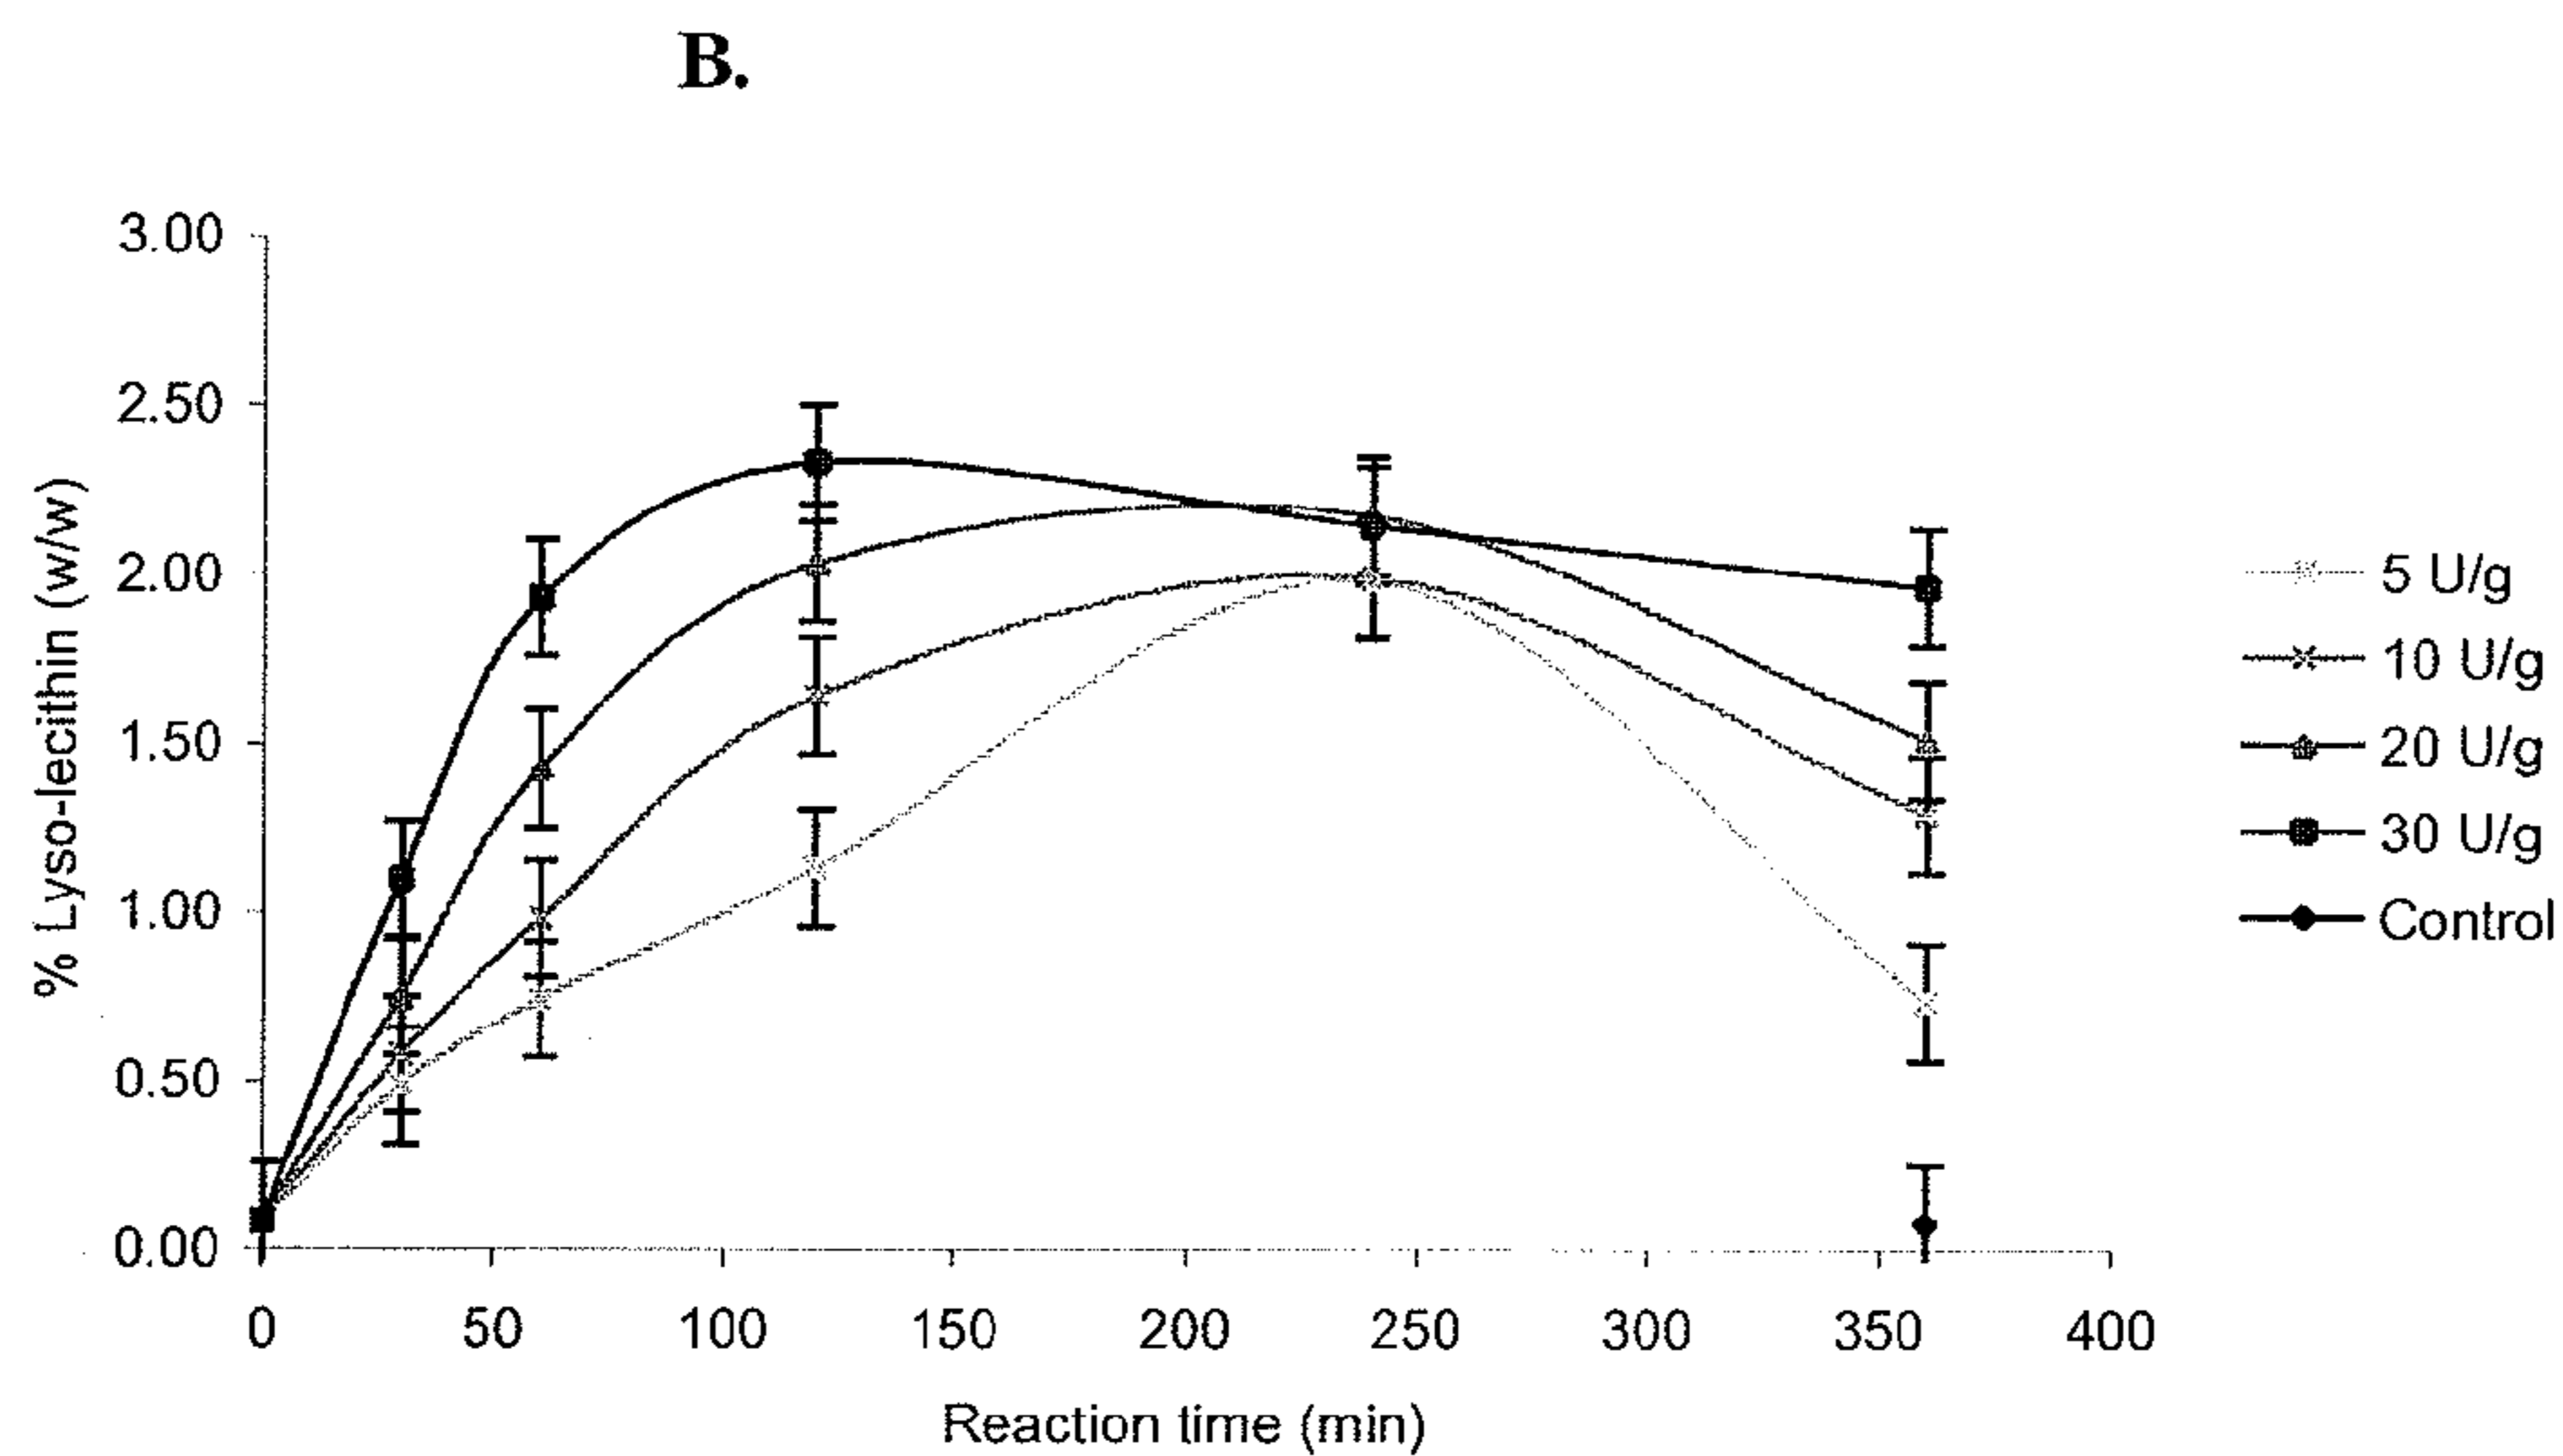 B.
3.00
2.50
2.00
1.50
1.00
0.50
0.00
% Lyso-lecithin (w/w)
0 50 100 150 200 250 300 350 400
Reaction time (min)
5 U/g
10 U/g
20 U/g
30 U/g
Control